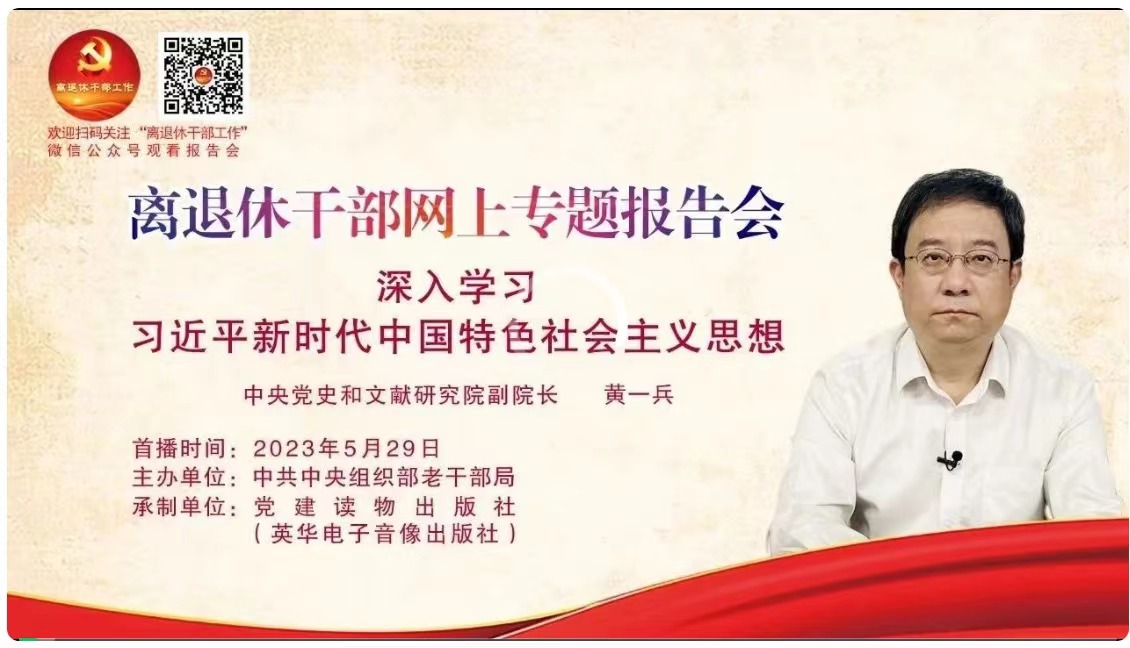 离退休干部工作
欢迎扫码关注“离退休干部工作”
微信公众号观看报告会
离退休干部网上专题报告会
深入学习
习近平新时代中国特色社会主义思想
中央党史和文献研究院副院长 黄一兵
首播时间：2023年5月29日
主办单位：中共中央组织部老干部局
承制单位：党建读物出版社
（英华电子音像出版社）